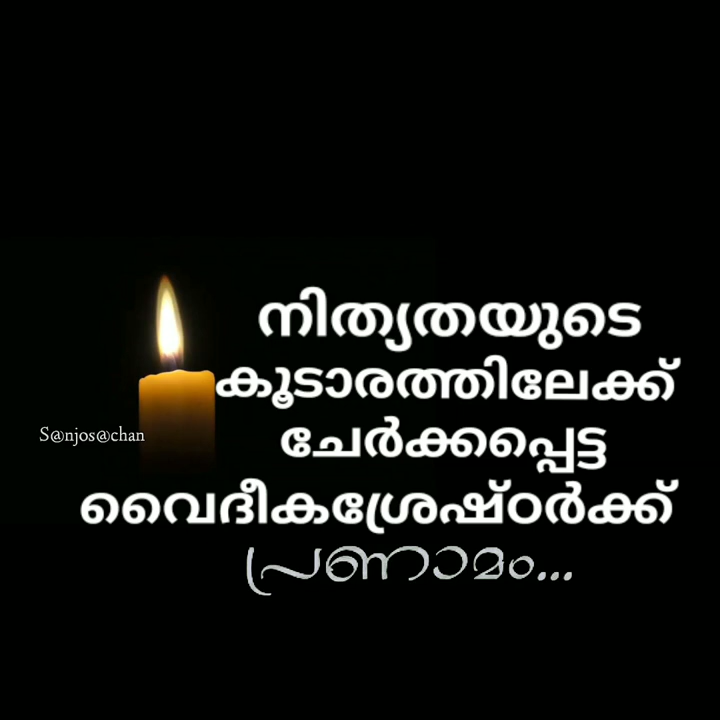 നിത്യതയുടെ
കൂടാരത്തിലേക്ക്
S@njos@chan
ചേർക്കപ്പെട്ട
വൈദീകശ്രേഷ്ഠർക്ക്
പ്രണാമം...